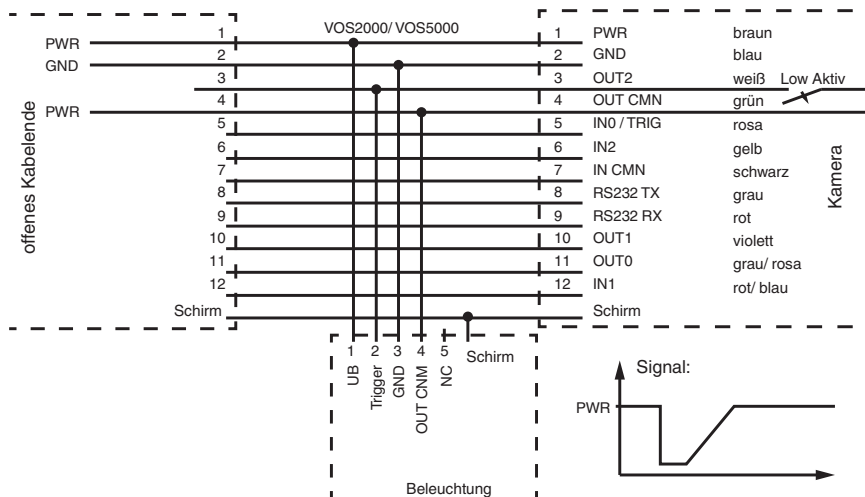 VOS2000/ VOS5000
offenes Kabelende
PWR 1
GND 2
3
PWR 4
5
6
7
8
9
10
11
12
Schirm
1 PWR braun
2 GND blau
3 OUT2 weiß Low Aktiv
4 OUT CMN grün
5 IN0 / TRIG rosa
6 IN2 gelb
7 IN CMN schwarz
8 RS232 TX grau
9 RS232 RX rot
10 OUT1 violett
11 OUT0 grau/ rosa
12 IN1 rot/ blau
Schirm
Kamera
1 2 3 4 5 Schirm
UB
Trigger
GND
OUT CNM
NC
Beleuchtung
Signal:
PWR